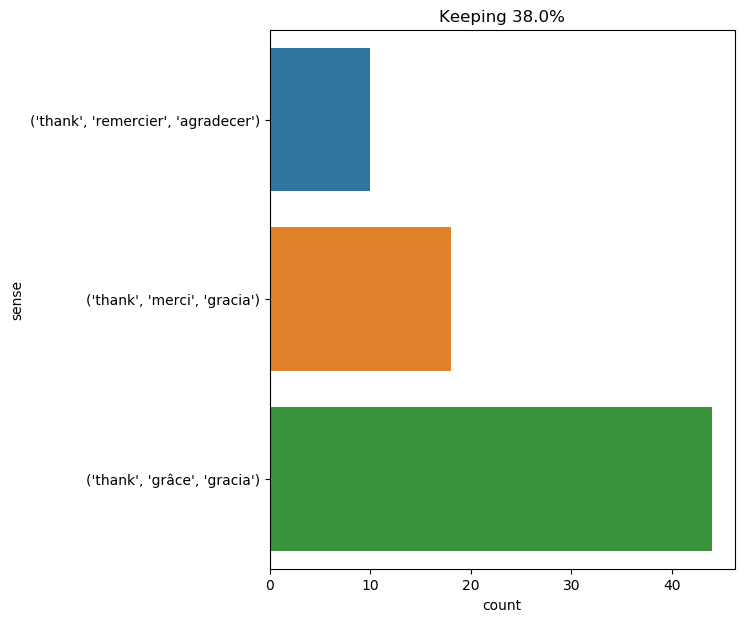 Keeping 38.0%
('thank', 'remercier', 'agradecer')
('thank', 'merci', 'gracia')
('thank', 'grâce', 'gracia')
sense
0 10 20 30 40
count